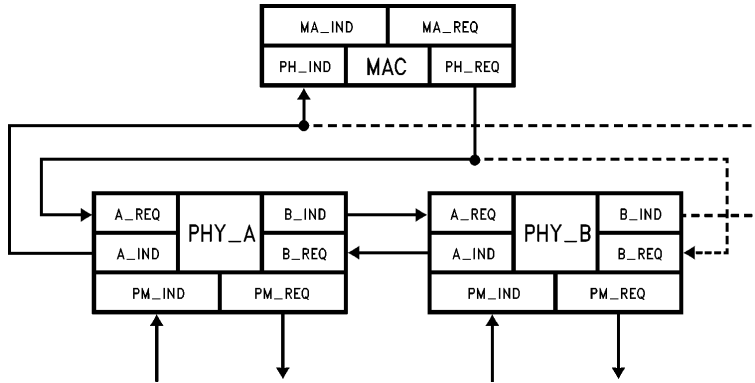 MA_IND MA_REQ
PH_IND MAC PH_REQ
A_REQ PHY_A B_IND A_REQ PHY_B B_IND
A_IND B_REQ A_IND B_REQ
PM_IND PM_REQ PM_IND PM_REQ